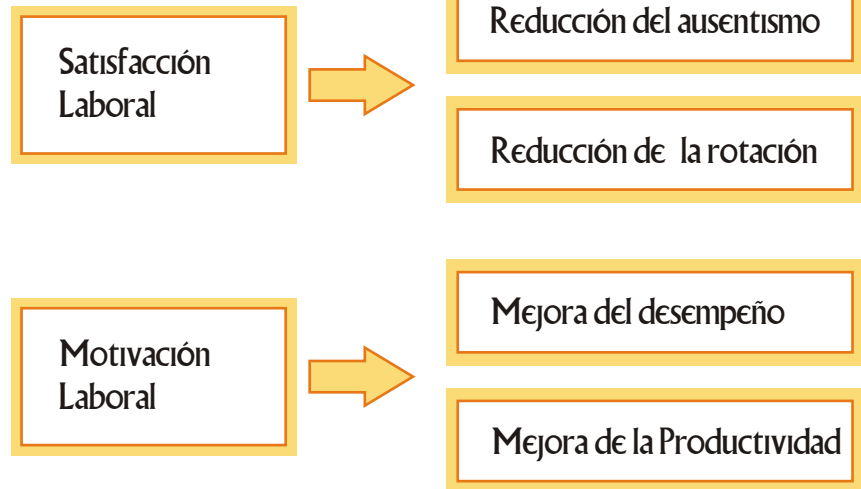 Satisfacción
Laboral
Reducción del ausentismo
Reducción de la rotación
Motivación
Laboral
Mejora del desempeño
Mejora de la Productividad